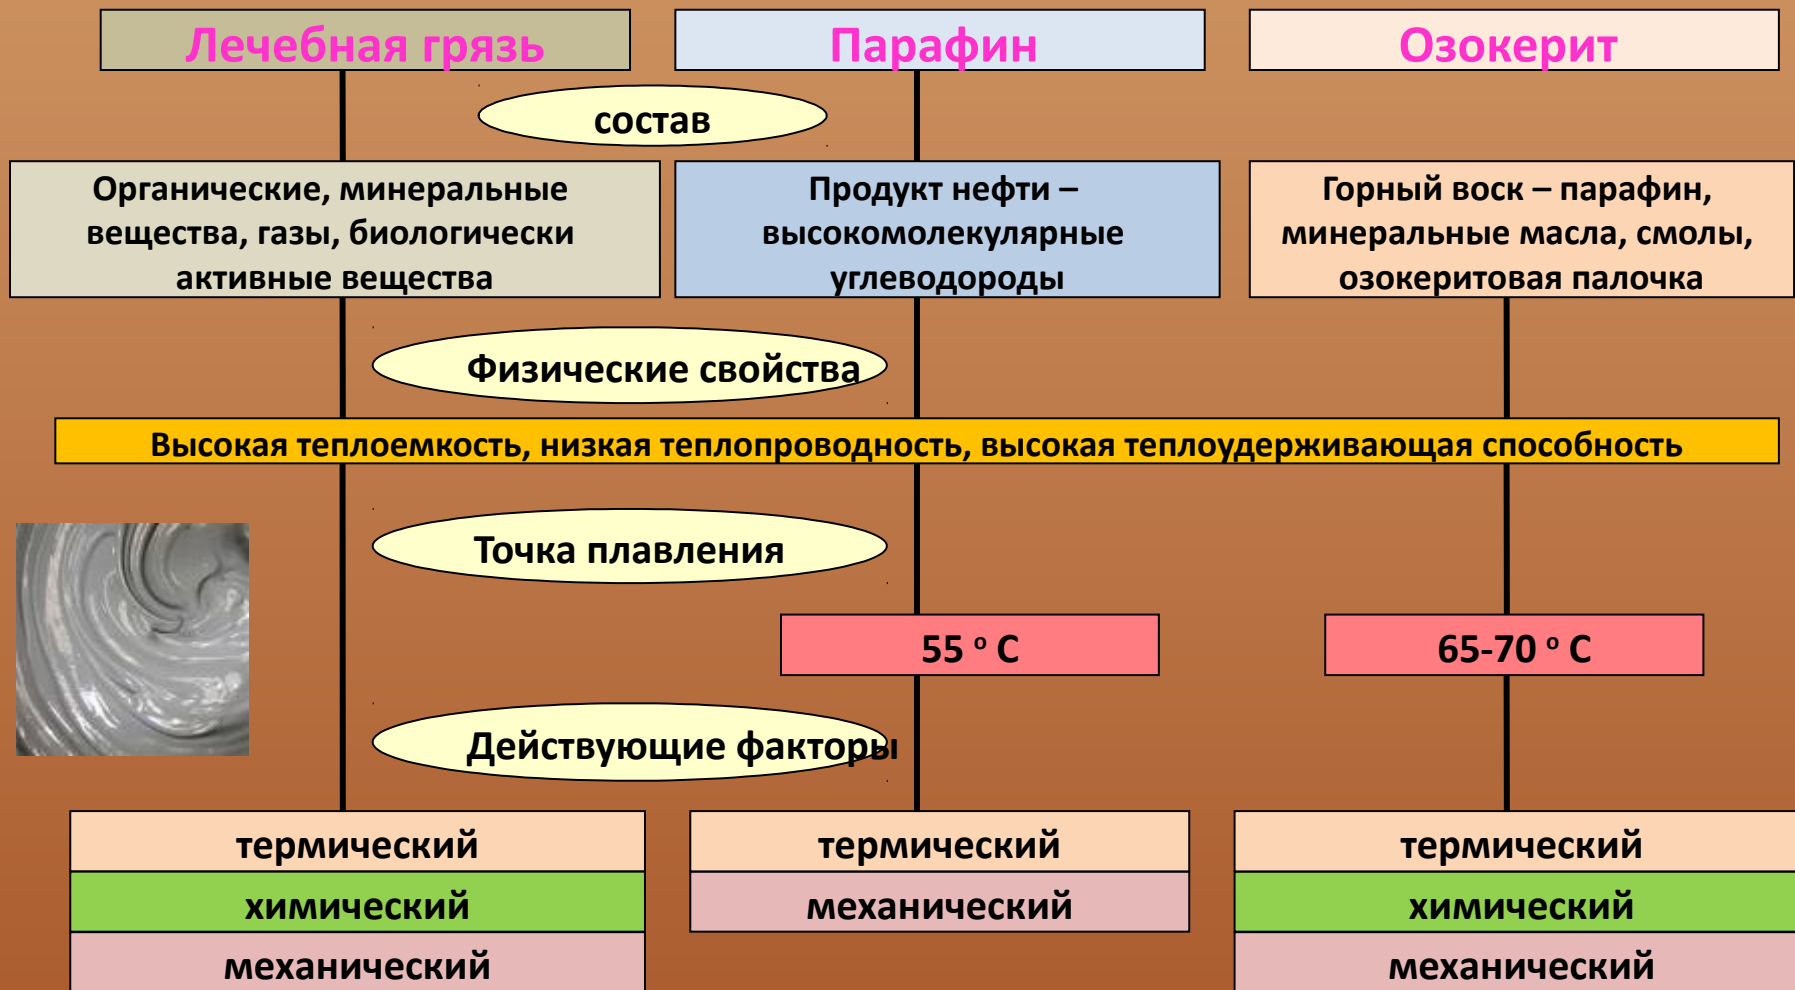 Лечебная грязь
Парафин
Озокерит
состав
Органические, минеральные
вещества, газы, биологически
активные вещества
Продукт нефти –
высокомолекулярные
углеводороды
Горный воск – парафин,
минеральные масла, смолы,
озокеритовая палочка
Физические свойства
Высокая теплоемкость, низкая теплопроводность, высокая теплоудерживающая способность
Точка плавления
55 º С
65-70 º С
Действующие факторы
термический
химический
механический
термический
механический
термический
химический
механический